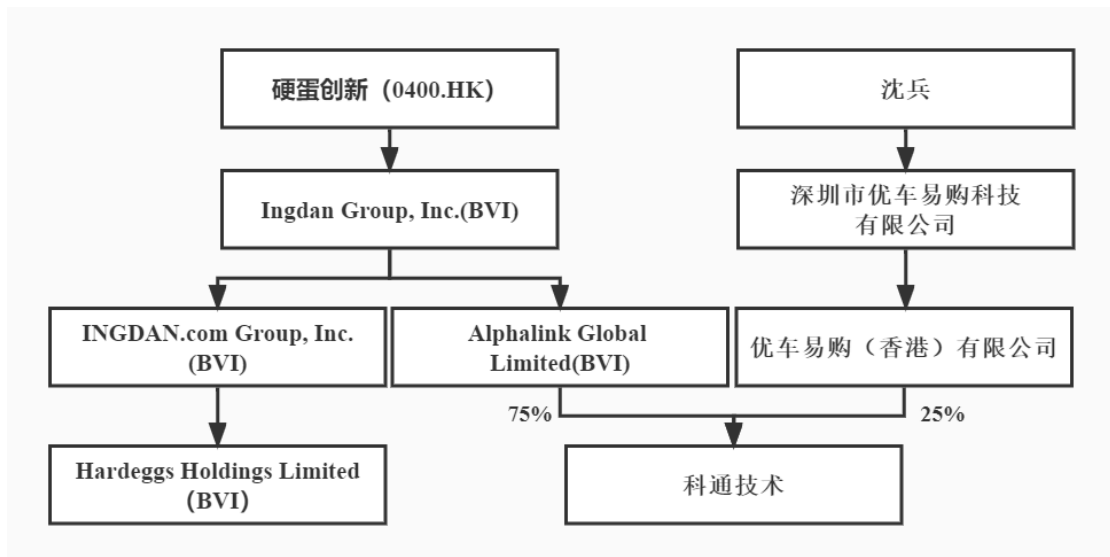 硬蛋创新（0400.HK）
沈兵
Ingdan Group, Inc.(BVI)
深圳市优车易购科技
有限公司
INGDAN.com Group, Inc.
(BVI)
Alphalink Global
Limited(BVI)
优车易购（香港）有限公司
75%
25%
Hardeggs Holdings Limited
（BVI）
科通技术